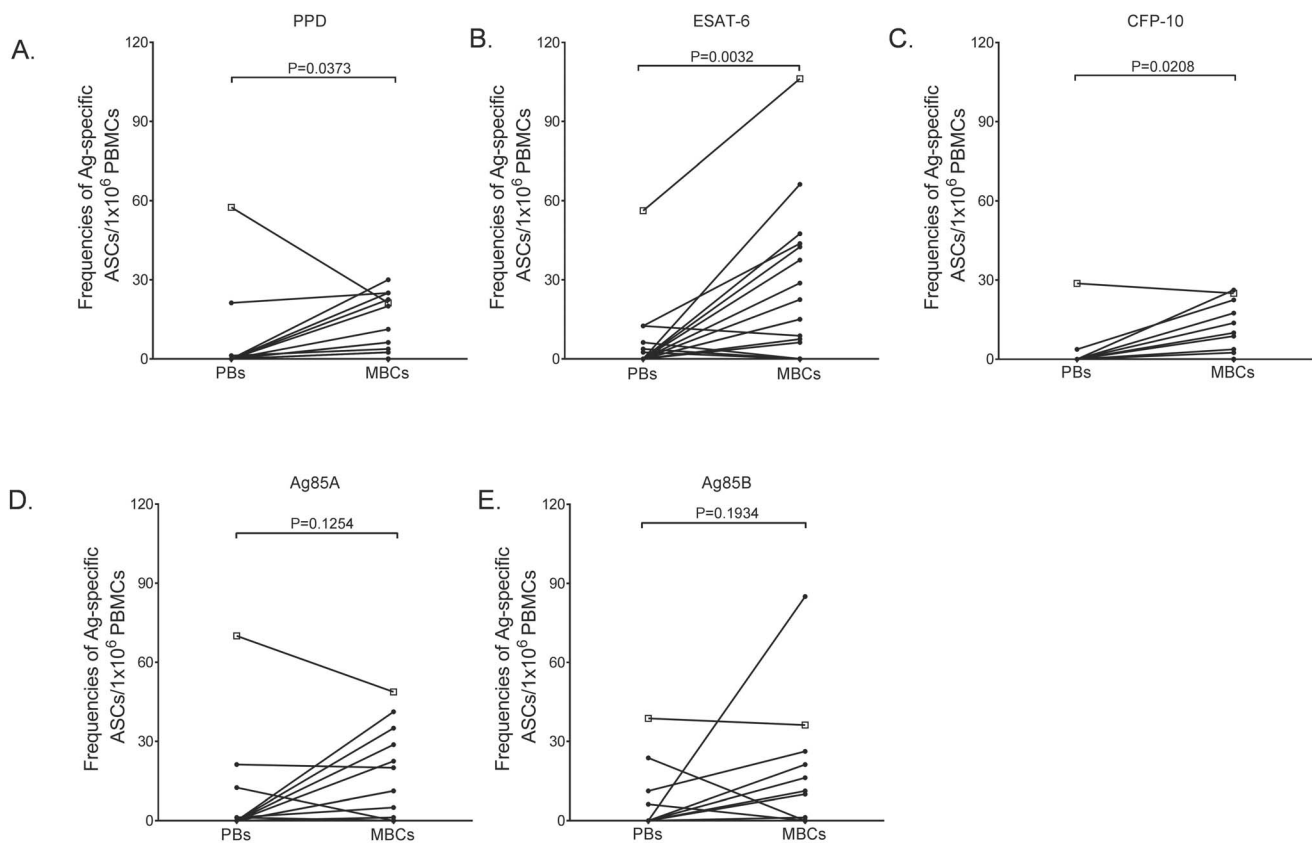 A.
PPD
Frequencies of Ag-specific
ASCs/1x10⁶ PBMCs
120
90
60
30
0
P=0.0373
PBs
MBCs
B.
ESAT-6
Frequencies of Ag-specific
ASCs/1x10⁶ PBMCs
120
90
60
30
0
P=0.0032
PBs
MBCs
C.
CFP-10
Frequencies of Ag-specific
ASCs/1x10⁶ PBMCs
120
90
60
30
0
P=0.0208
PBs
MBCs
D.
Ag85A
Frequencies of Ag-specific
ASCs/1x10⁶ PBMCs
120
90
60
30
0
P=0.1254
PBs
MBCs
E.
Ag85B
Frequencies of Ag-specific
ASCs/1x10⁶ PBMCs
120
90
60
30
0
P=0.1934
PBs
MBCs